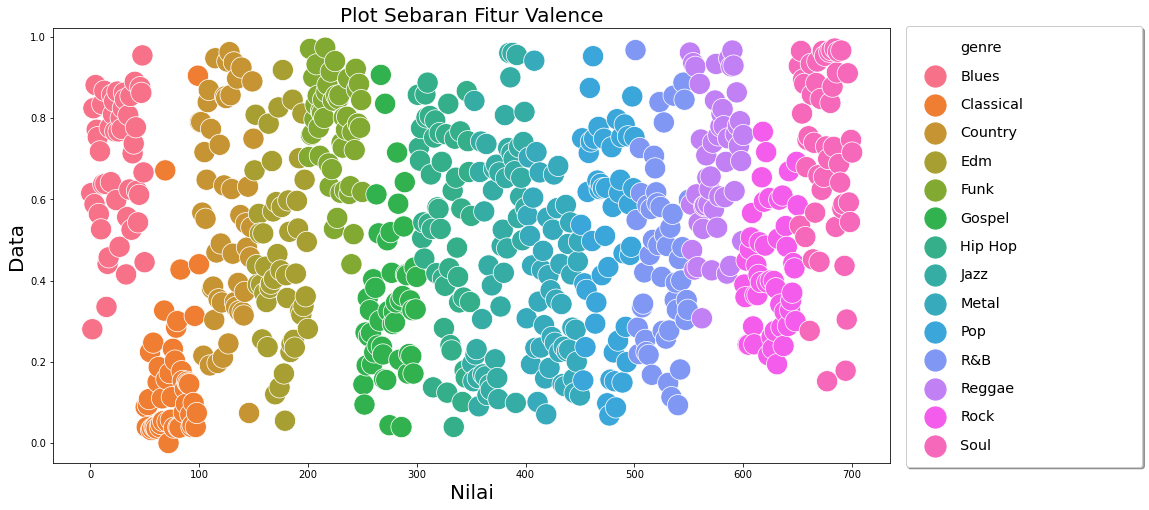 Plot Sebaran Fitur Valence
1.0
0.8
0.6
0.4
0.2
0.0
Data
0 100 200 300 400 500 600 700
Nilai
genre
Blues
Classical
Country
Edm
Funk
Gospel
Hip Hop
Jazz
Metal
Pop
R&B
Reggae
Rock
Soul